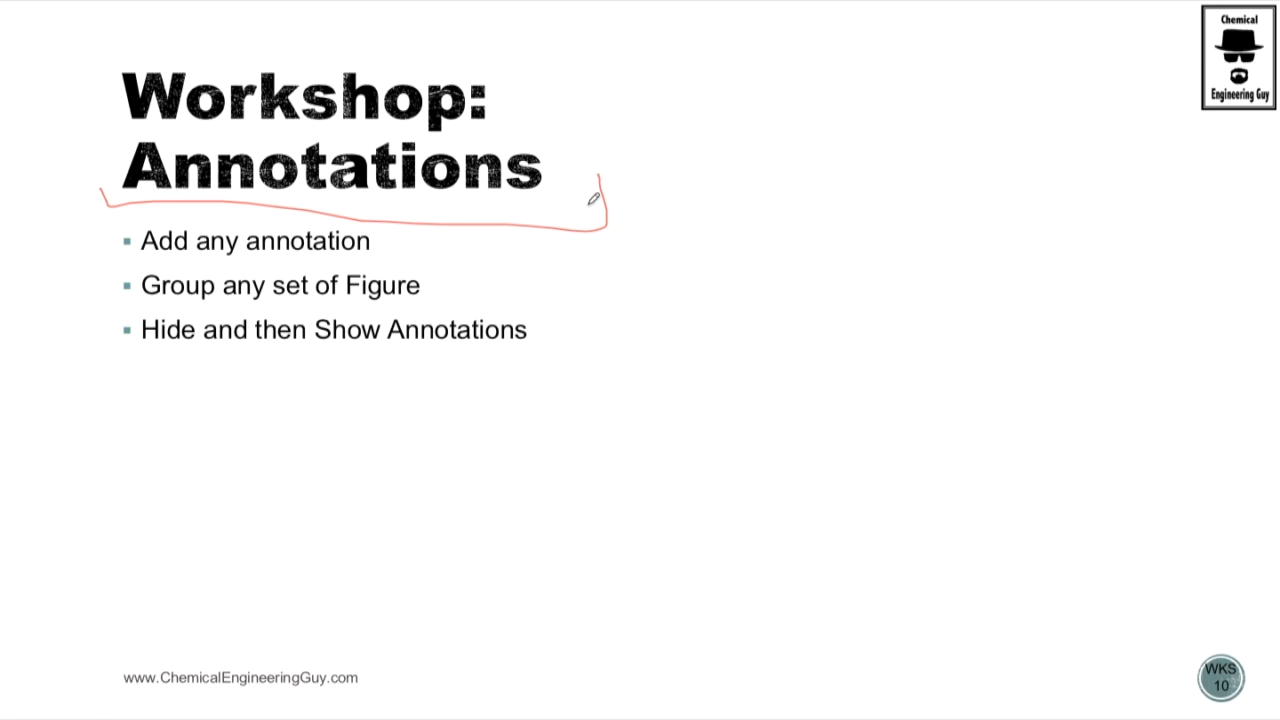 Chemical
Engineering Guy
Workshop:
Annotations
Add any annotation
Group any set of Figure
Hide and then Show Annotations
www.ChemicalEngineeringGuy.com
WKS
10